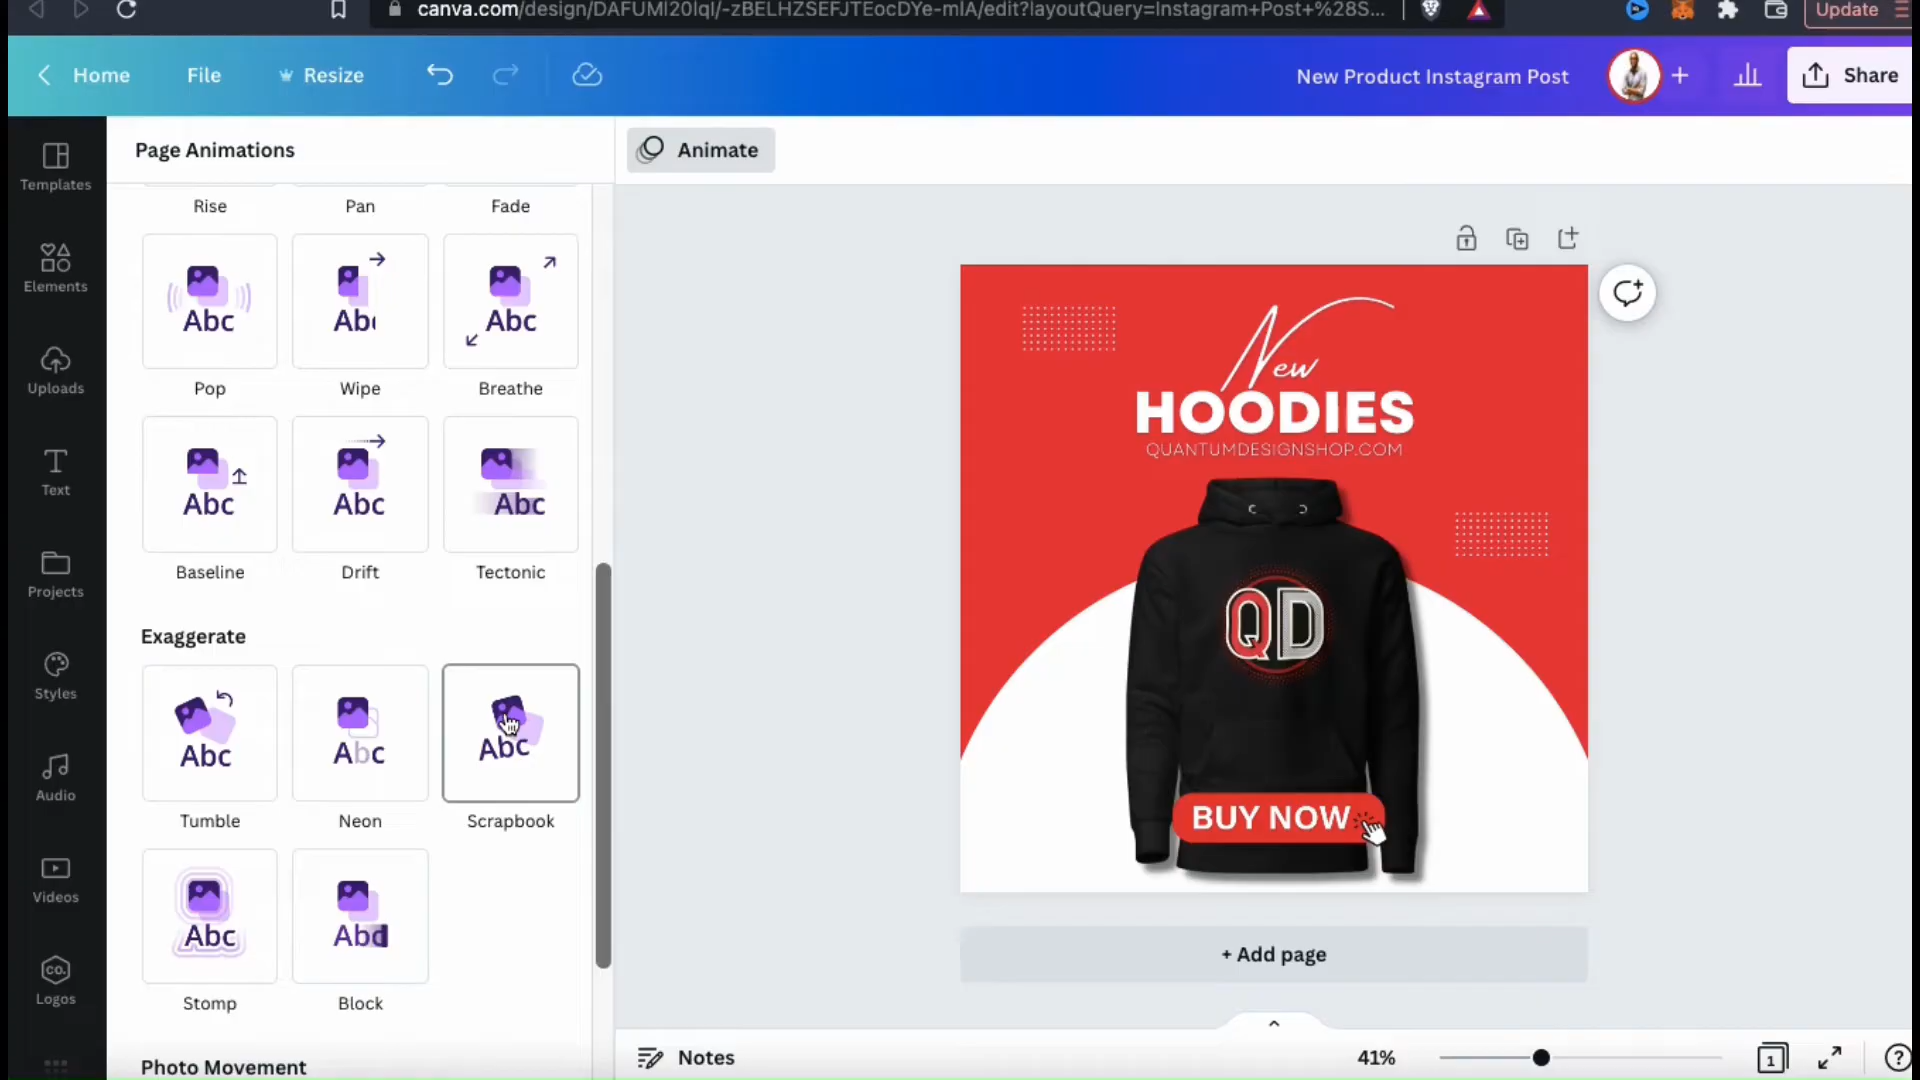 canva.com/design/DAFUMl20lqI/-zBELHZSEFJTEocDYe-mIA/edit?layoutQuery=Instagram+Post+%28S...
Update
Home
File
Resize
New Product Instagram Post
+
Share
Templates
Elements
Uploads
Text
Projects
Styles
Audio
Videos
CO.
Logos
Page Animations
Animate
Rise
Pan
Fade
Abc
Abc
Abc
Pop
Wipe
Breathe
Abc
Abc
Abc
Baseline
Drift
Tectonic
Exaggerate
Abc
Abc
Abc
Tumble
Neon
Scrapbook
Abc
Abc
Stomp
Block
Photo Movement
New
HOODIES
QUANTUMDESIGNSHOP.COM
QD
BUY NOW
+ Add page
Notes
41%
1
?